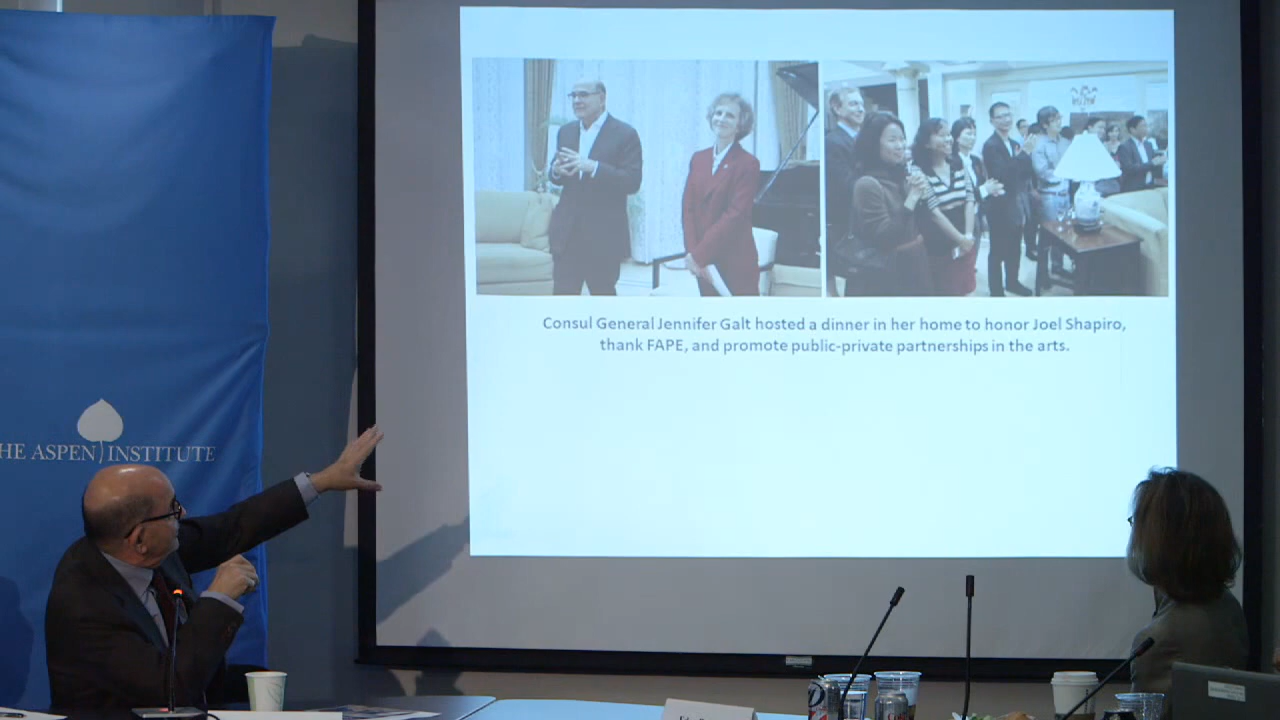 Consul General Jennifer Galt hosted a dinner in her home to honor Joel Shapiro,
thank FAPE, and promote public-private partnerships in the arts.
HE ASPEN INSTITUTE